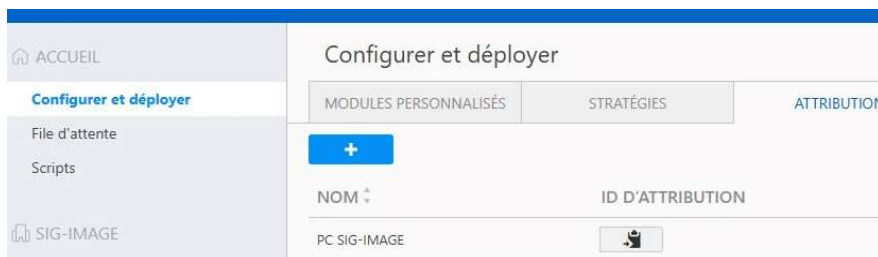 ACCUEIL
Configurer et déployer
File d'attente
Scripts
SIG-IMAGE
Configurer et déployer
MODULES PERSONNALISÉS STRATÉGIES ATTRIBUTION
NOM ID D'ATTRIBUTION
PC SIG-IMAGE